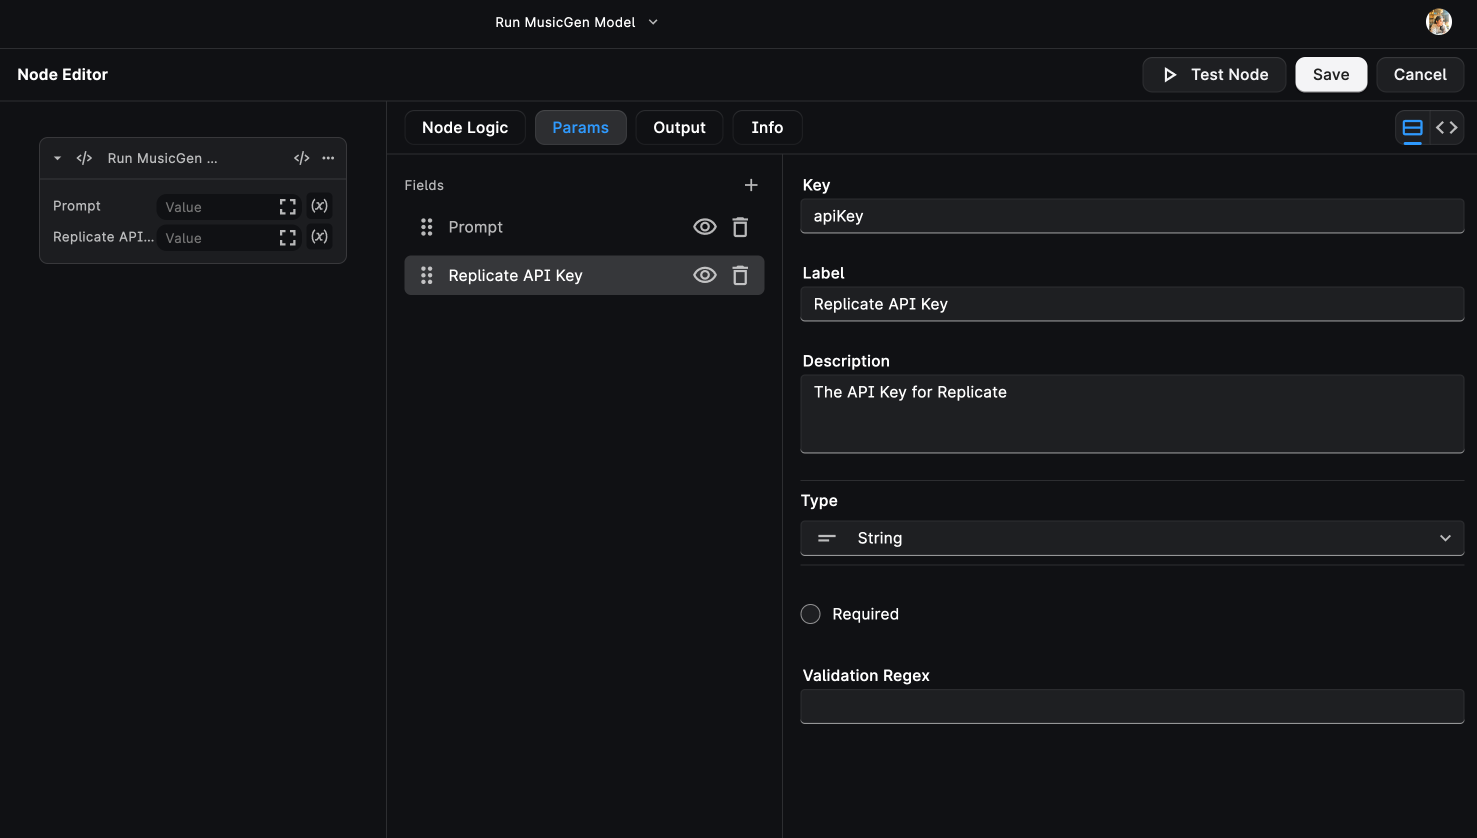 Run MusicGen Model
Node Editor
Test Node
Save
Cancel
Node Logic
Params
Output
Info
Run MusicGen ...
Prompt
Value
(x)
Replicate API...
Value
(x)
Fields
Prompt
Replicate API Key
Key
apiKey
Label
Replicate API Key
Description
The API Key for Replicate
Type
String
Required
Validation Regex